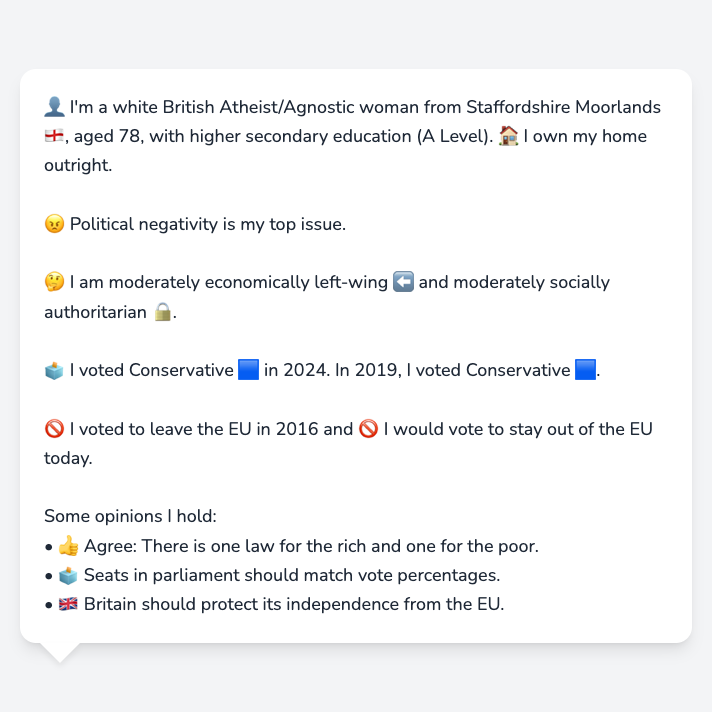 👤 I'm a white British Atheist/Agnostic woman from Staffordshire Moorlands
🏴󠁧󠁢󠁥󠁮󠁧󠁿, aged 78, with higher secondary education (A Level). 🏠 I own my home
outright.
😠 Political negativity is my top issue.
🤔 I am moderately economically left-wing ⬅️ and moderately socially
authoritarian 🔒.
🗳️ I voted Conservative 🟦 in 2024. In 2019, I voted Conservative 🟦.
🚫 I voted to leave the EU in 2016 and 🚫 I would vote to stay out of the EU
today.
Some opinions I hold:
• 👍 Agree: There is one law for the rich and one for the poor.
• 🗳️ Seats in parliament should match vote percentages.
• 🇬🇧 Britain should protect its independence from the EU.